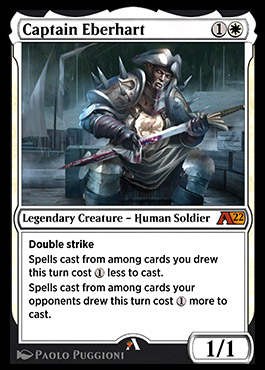 Captain Eberhart 1
Legendary Creature – Human Soldier A22
Double strike
Spells cast from among cards you drew
this turn cost 1 less to cast.
Spells cast from among cards your
opponents drew this turn cost 1 more to
cast.
Paolo Puggioni
1/1